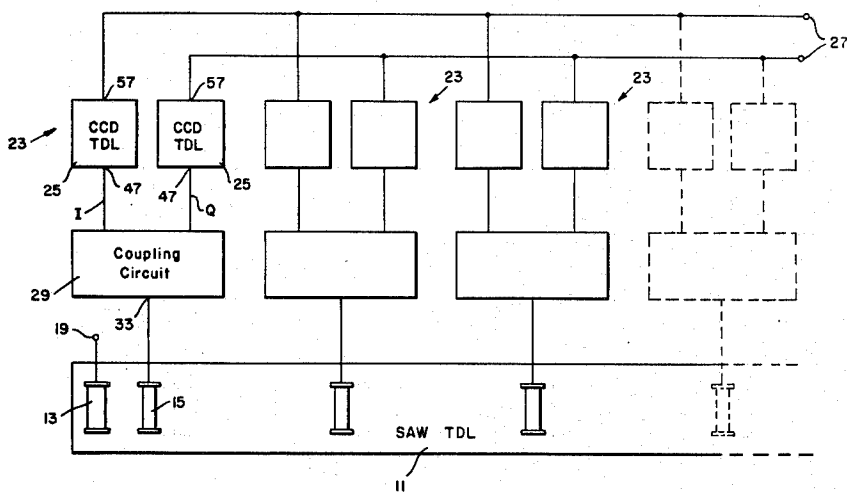 27
57
57
23
23
CCD
TDL
CCD
TDL
23
25
47
47
25
I
Q
Coupling
Circuit
29
33
19
13
15
SAW TDL
11